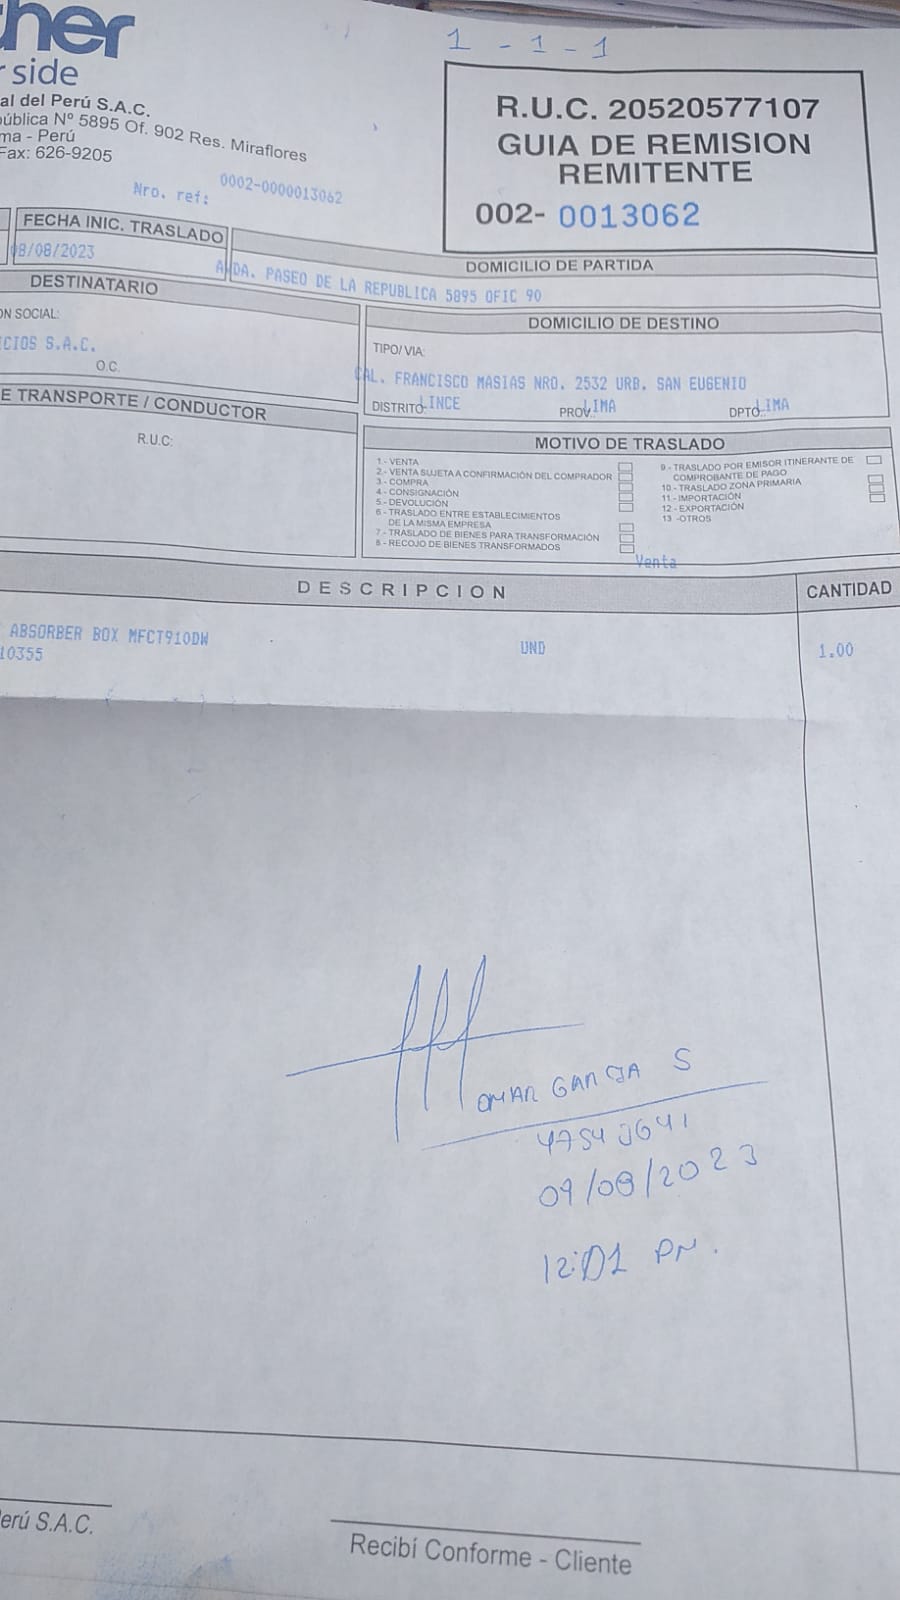 1 - 1 - 1
her
side
al del Perú S.A.C.
pública Nº 5895 Of. 902 Res. Miraflores
ma - Perú
Fax: 626-9205
Nro. ref: 0002-0000013062
R.U.C. 20520577107
GUIA DE REMISION
REMITENTE
002- 0013062
FECHA INIC. TRASLADO
08/08/2023
DOMICILIO DE PARTIDA
AVDA. PASEO DE LA REPUBLICA 5895 OFIC 90
DESTINATARIO
ON SOCIAL:
CIOS S.A.C.
O.C.
DOMICILIO DE DESTINO
TIPO/ VIA:
CAL. FRANCISCO MASIAS NRO. 2532 URB. SAN EUGENIO
DISTRITO: LINCE PROV.: LIMA DPTO.: LIMA
E TRANSPORTE / CONDUCTOR
R.U.C:
MOTIVO DE TRASLADO
1 - VENTA
2 - VENTA SUJETA A CONFIRMACIÓN DEL COMPRADOR
3 - COMPRA
4 - CONSIGNACIÓN
5 - DEVOLUCIÓN
6 - TRASLADO ENTRE ESTABLECIMIENTOS
DE LA MISMA EMPRESA
7 - TRASLADO DE BIENES PARA TRANSFORMACIÓN
8 - RECOJO DE BIENES TRANSFORMADOS
9 - TRASLADO POR EMISOR ITINERANTE DE
COMPROBANTE DE PAGO
10 - TRASLADO ZONA PRIMARIA
11 - IMPORTACIÓN
12 - EXPORTACIÓN
13 -OTROS
Venta
DESCRIPCION CANTIDAD
ABSORBER BOX MFCT910DW UND 1.00
10355
OMAR GARCIA S
09/08/2023
12:01 PM.
erú S.A.C.
Recibí Conforme - Cliente